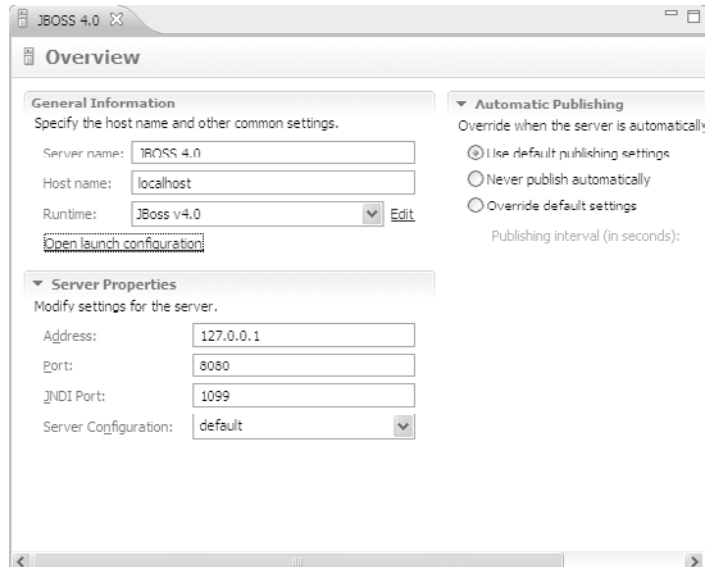 JBOSS 4.0
Overview
General Information
Specify the host name and other common settings.
Server name: JBOSS 4.0
Host name: localhost
Runtime: JBoss v4.0 Edit
Open launch configuration
Server Properties
Modify settings for the server.
Address: 127.0.0.1
Port: 8080
JNDI Port: 1099
Server Configuration: default
Automatic Publishing
Override when the server is automatically
Use default publishing settings
Never publish automatically
Override default settings
Publishing interval (in seconds):